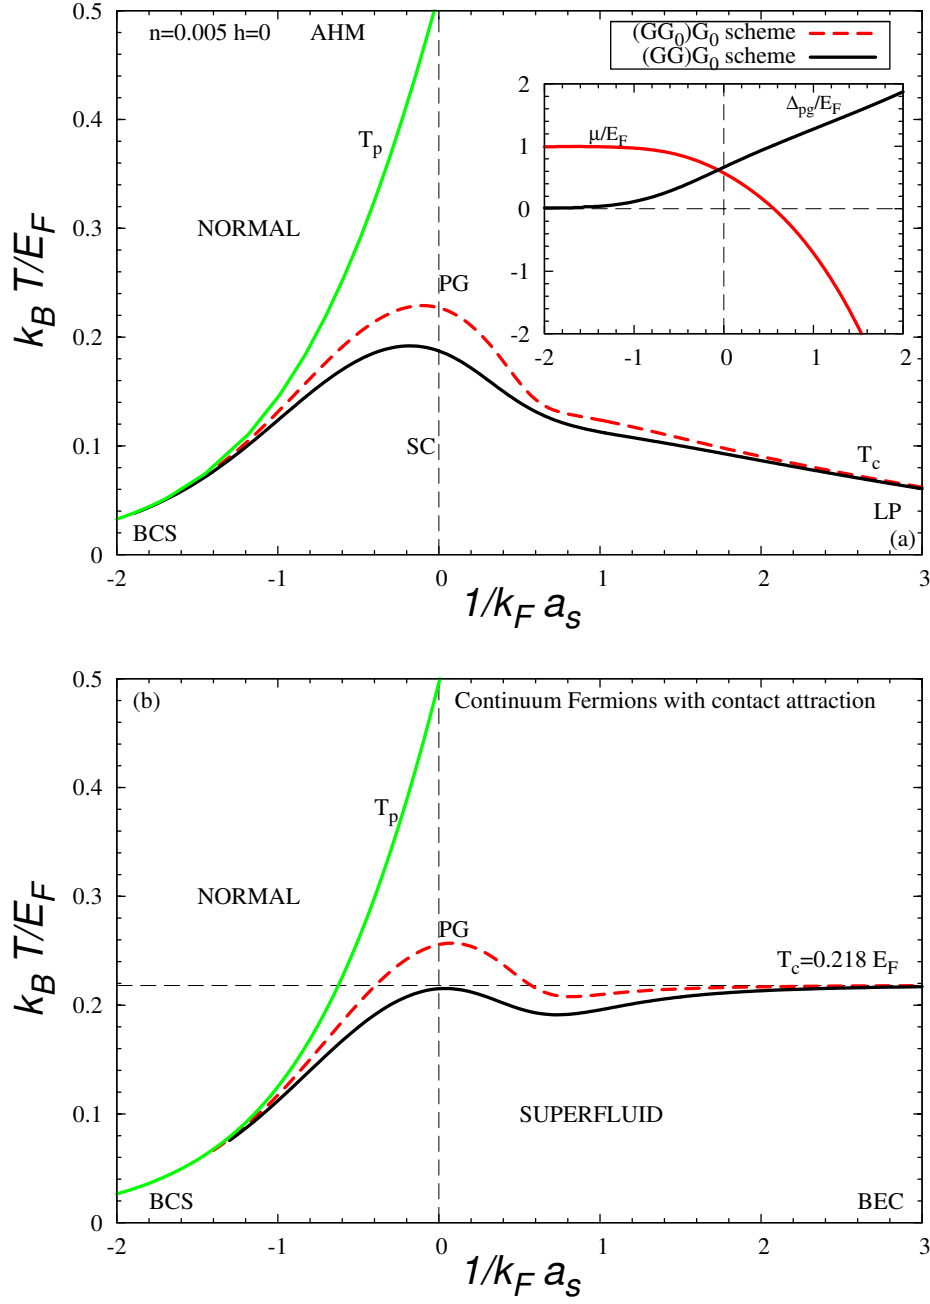 n=0.005 h=0 AHM
(GG0)G0 scheme
(GG)G0 scheme
0.5
0.4
0.3
0.2
0.1
0
kB T/EF
Tp
NORMAL
PG
SC
BCS
Tc
LP
(a)
2
1
0
-1
-2
μ/EF
Δpg/EF
-2 -1 0 1 2
-2 -1 0 1 2 3
1/kF as
(b)
Continuum Fermions with contact attraction
0.5
0.4
0.3
0.2
0.1
0
kB T/EF
Tp
NORMAL
PG
Tc=0.218 EF
SUPERFLUID
BCS
BEC
-2 -1 0 1 2 3
1/kF as